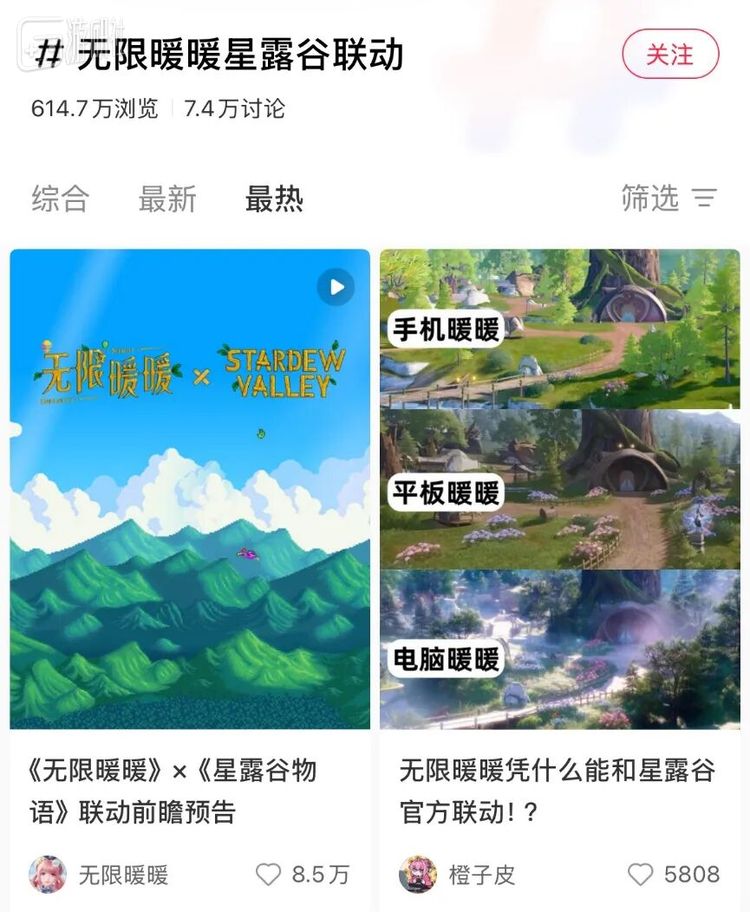 # 无限暖暖星露谷联动
关注
614.7万浏览
7.4万讨论
综合
最新
最热
筛选
无限暖暖 × STARDEW
VALLEY
手机暖暖
平板暖暖
电脑暖暖
《无限暖暖》×《星露谷物
语》联动前瞻预告
无限暖暖
8.5万
无限暖暖凭什么能和星露谷
官方联动！？
橙子皮
5808